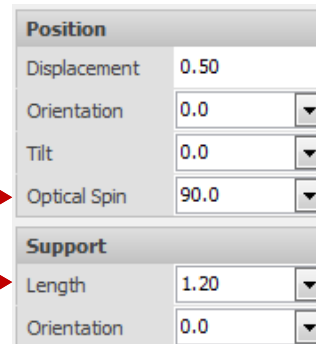 Position
Displacement 0.50
Orientation 0.0
Tilt 0.0
Optical Spin 90.0
Support
Length 1.20
Orientation 0.0